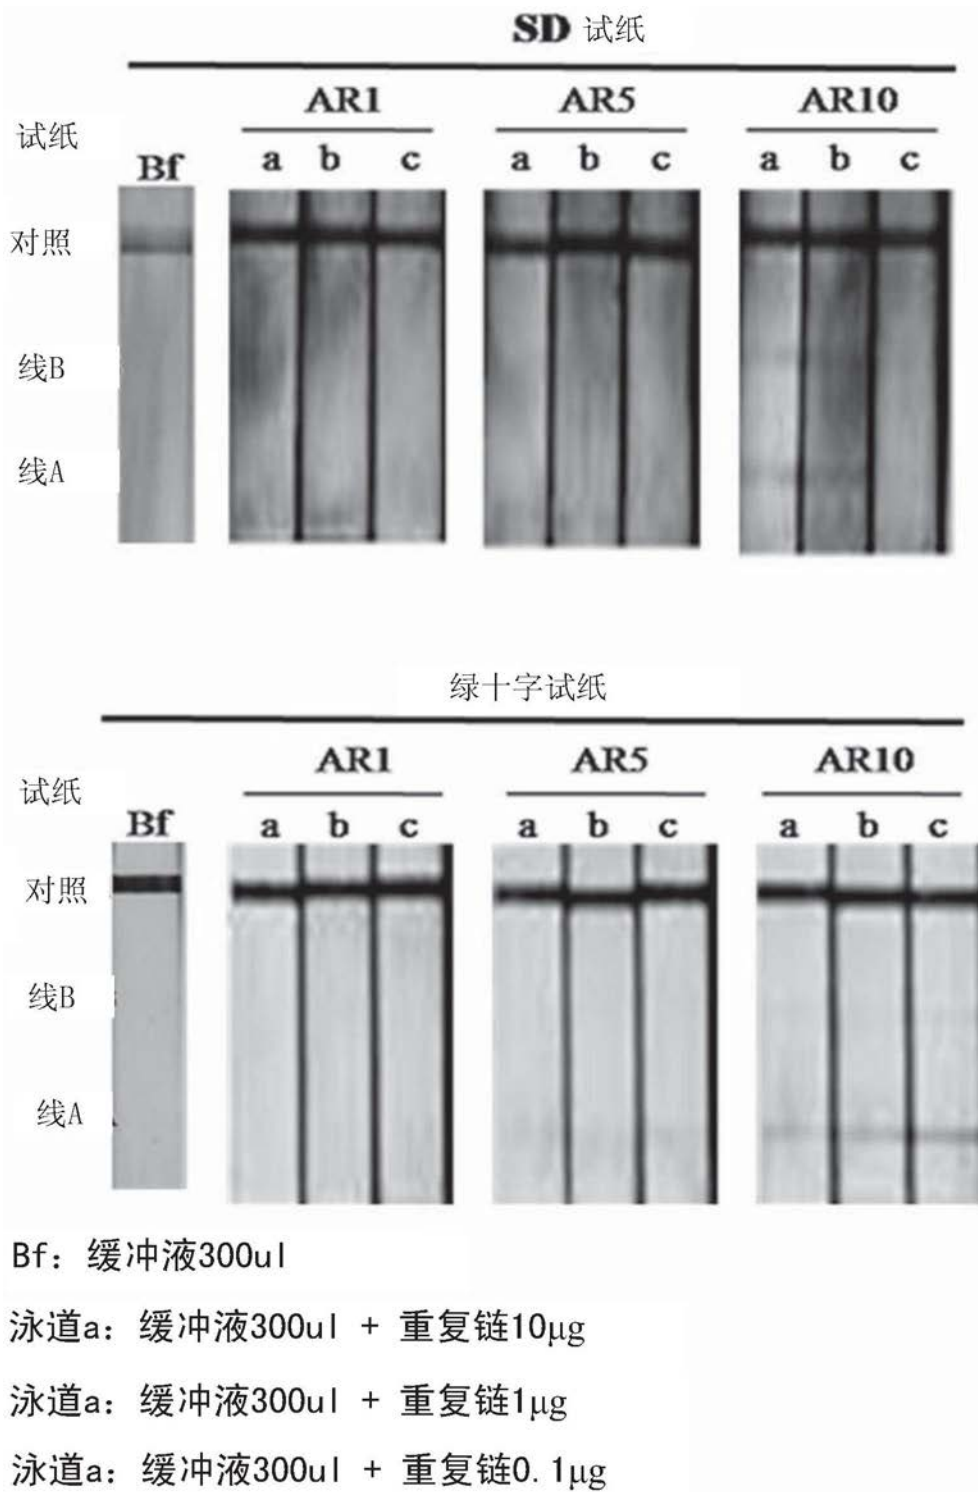 SD 试纸
AR1 AR5 AR10
试纸
Bf a b c a b c a b c
对照
线B
线A
绿十字试纸
AR1 AR5 AR10
试纸
Bf a b c a b c a b c
对照
线B
线A
Bf：缓冲液300ul
泳道a：缓冲液300ul + 重复链10μg
泳道a：缓冲液300ul + 重复链1μg
泳道a：缓冲液300ul + 重复链0.1μg